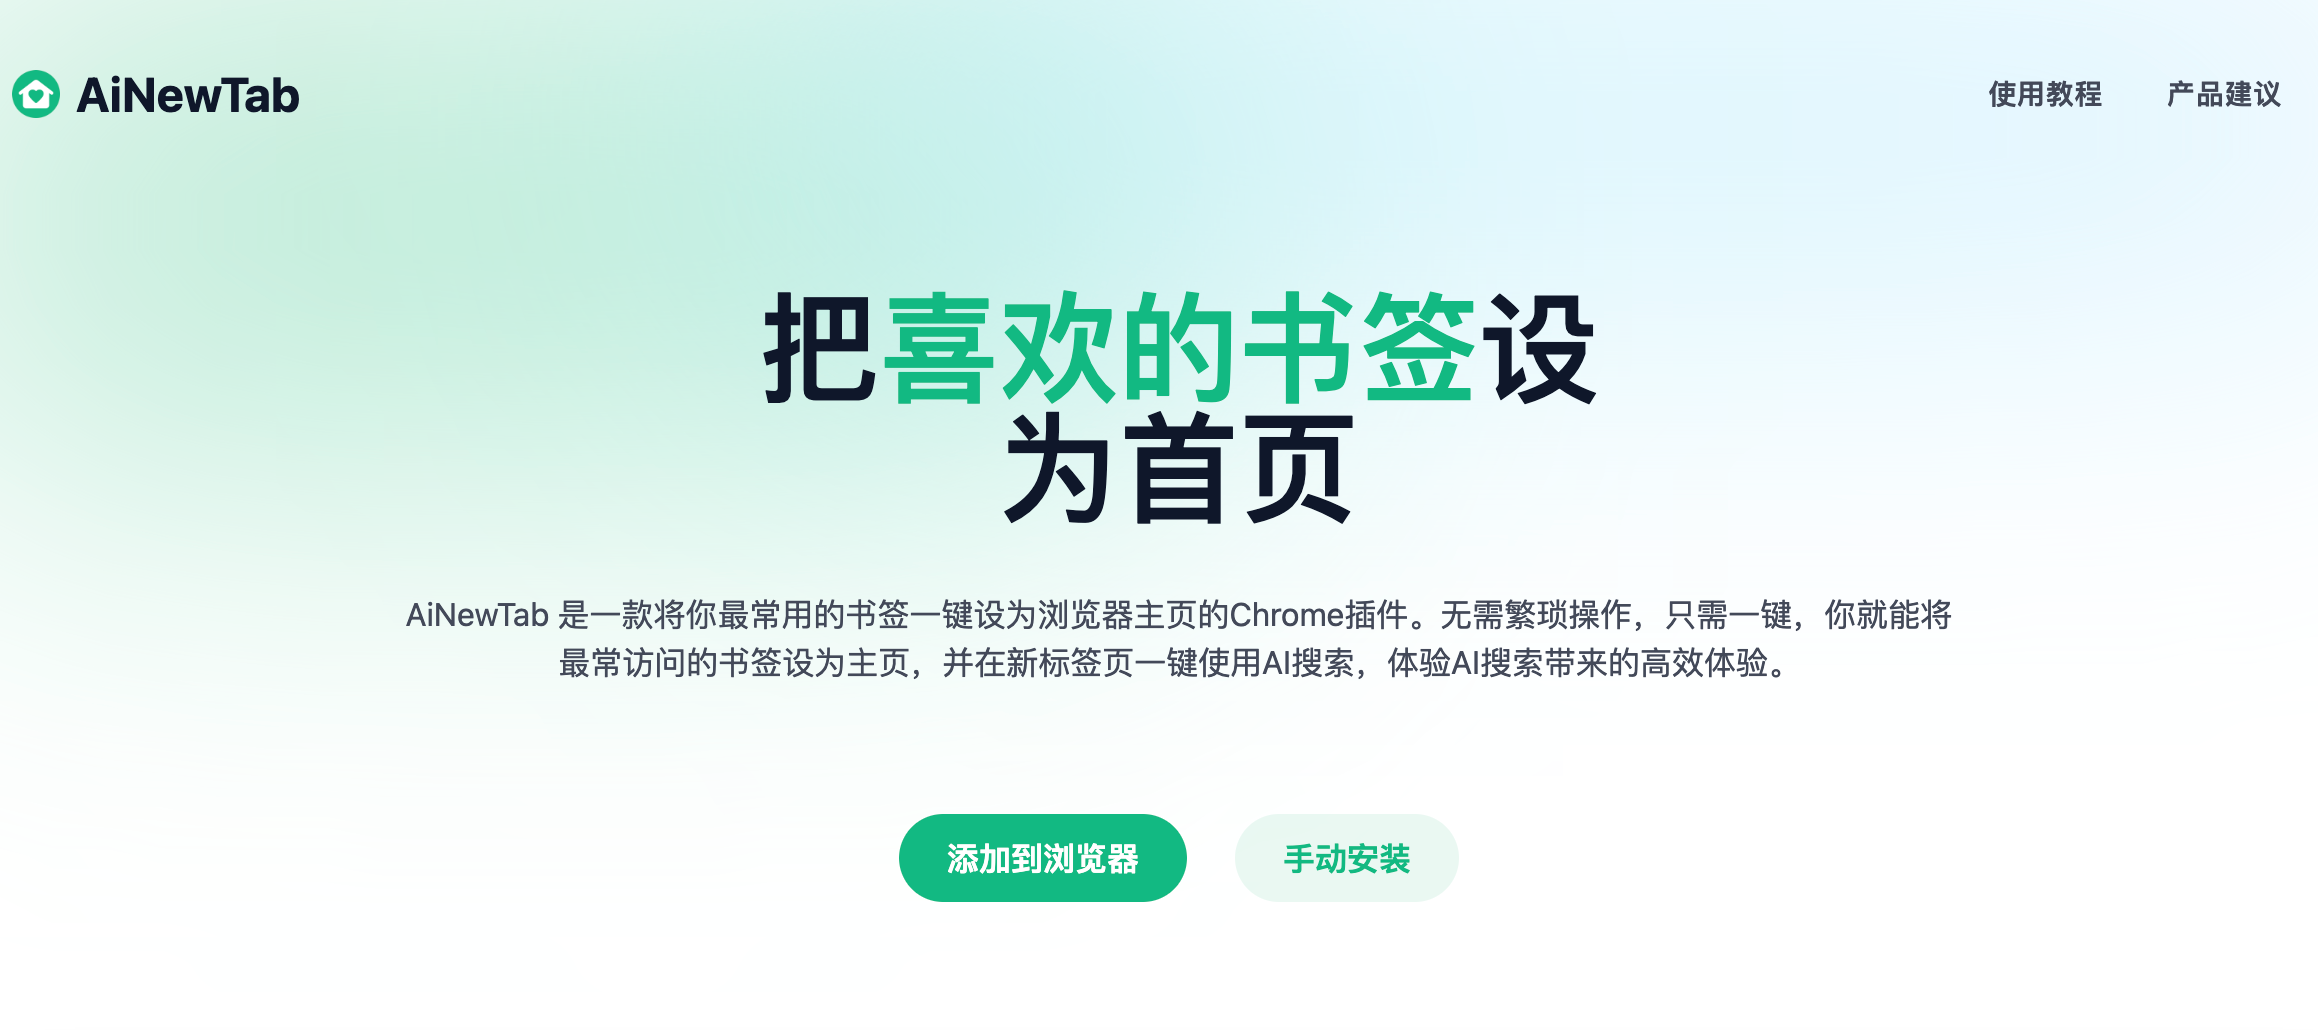 AiNewTab
使用教程 产品建议
把喜欢的书签设
为首页
AiNewTab 是一款将你最常用的书签一键设为浏览器主页的Chrome插件。无需繁琐操作，只需一键，你就能将
最常访问的书签设为主页，并在新标签页一键使用AI搜索，体验AI搜索带来的高效体验。
添加到浏览器 手动安装